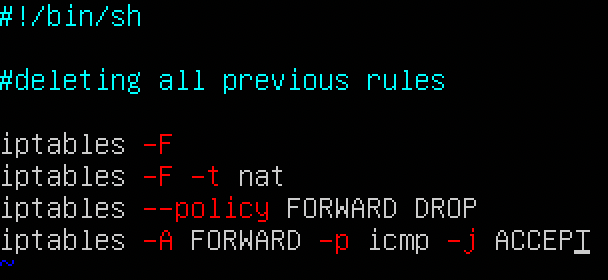 #!/bin/sh
#deleting all previous rules
iptables -F
iptables -F -t nat
iptables --policy FORWARD DROP
iptables -A FORWARD -p icmp -j ACCEPT
~